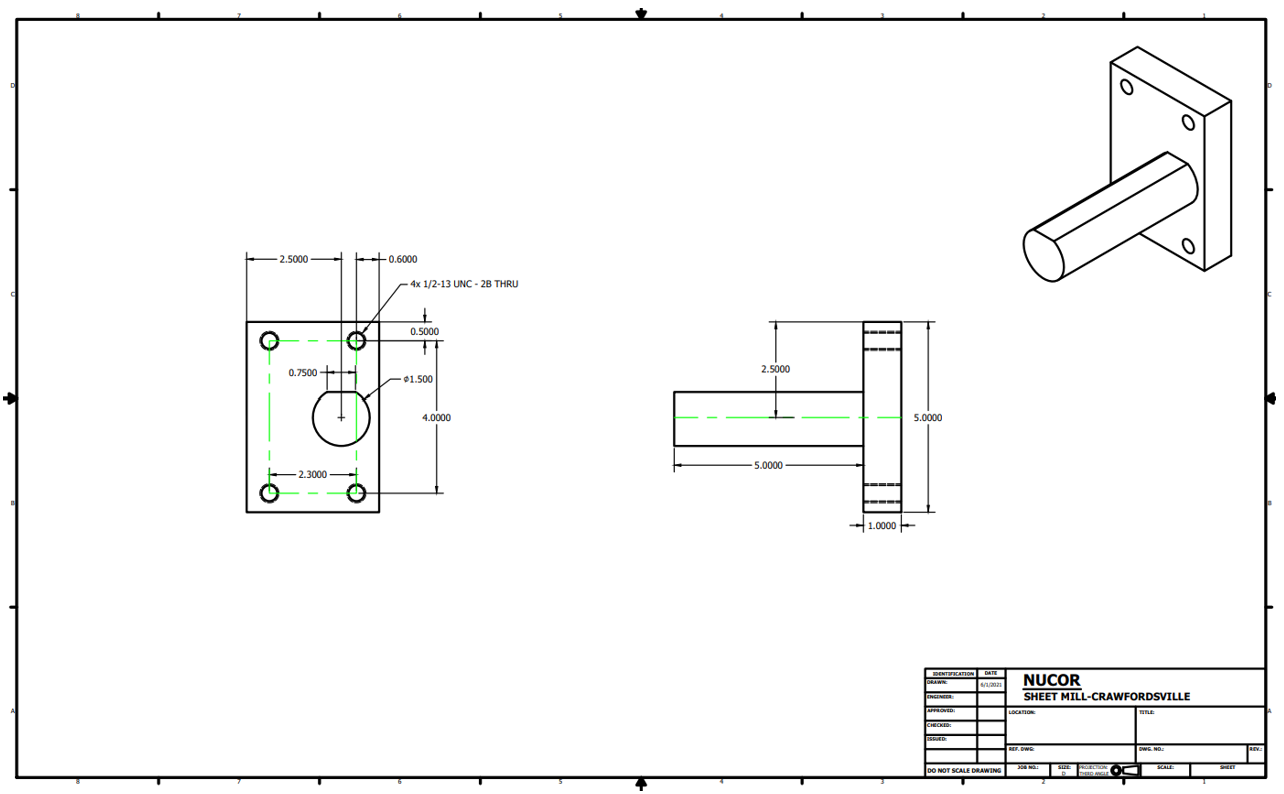 8 7 6 5 4 3 2 1
D D
C C
B B
A A
2.5000
0.6000
4x 1/2-13 UNC - 2B THRU
0.5000
0.7500
ø1.500
4.0000
2.3000
2.5000
5.0000
5.0000
1.0000
IDENTIFICATION DATE
DRAWN: 6/1/2021
ENGINEER:
APPROVED:
CHECKED:
ISSUED:
DO NOT SCALE DRAWING
NUCOR
SHEET MILL-CRAWFORDSVILLE
LOCATION: TITLE:
REF. DWG: DWG. NO.: REV.:
JOB NO.: SIZE: D PROJECTION: THIRD ANGLE SCALE: SHEET
8 7 6 5 4 3 2 1